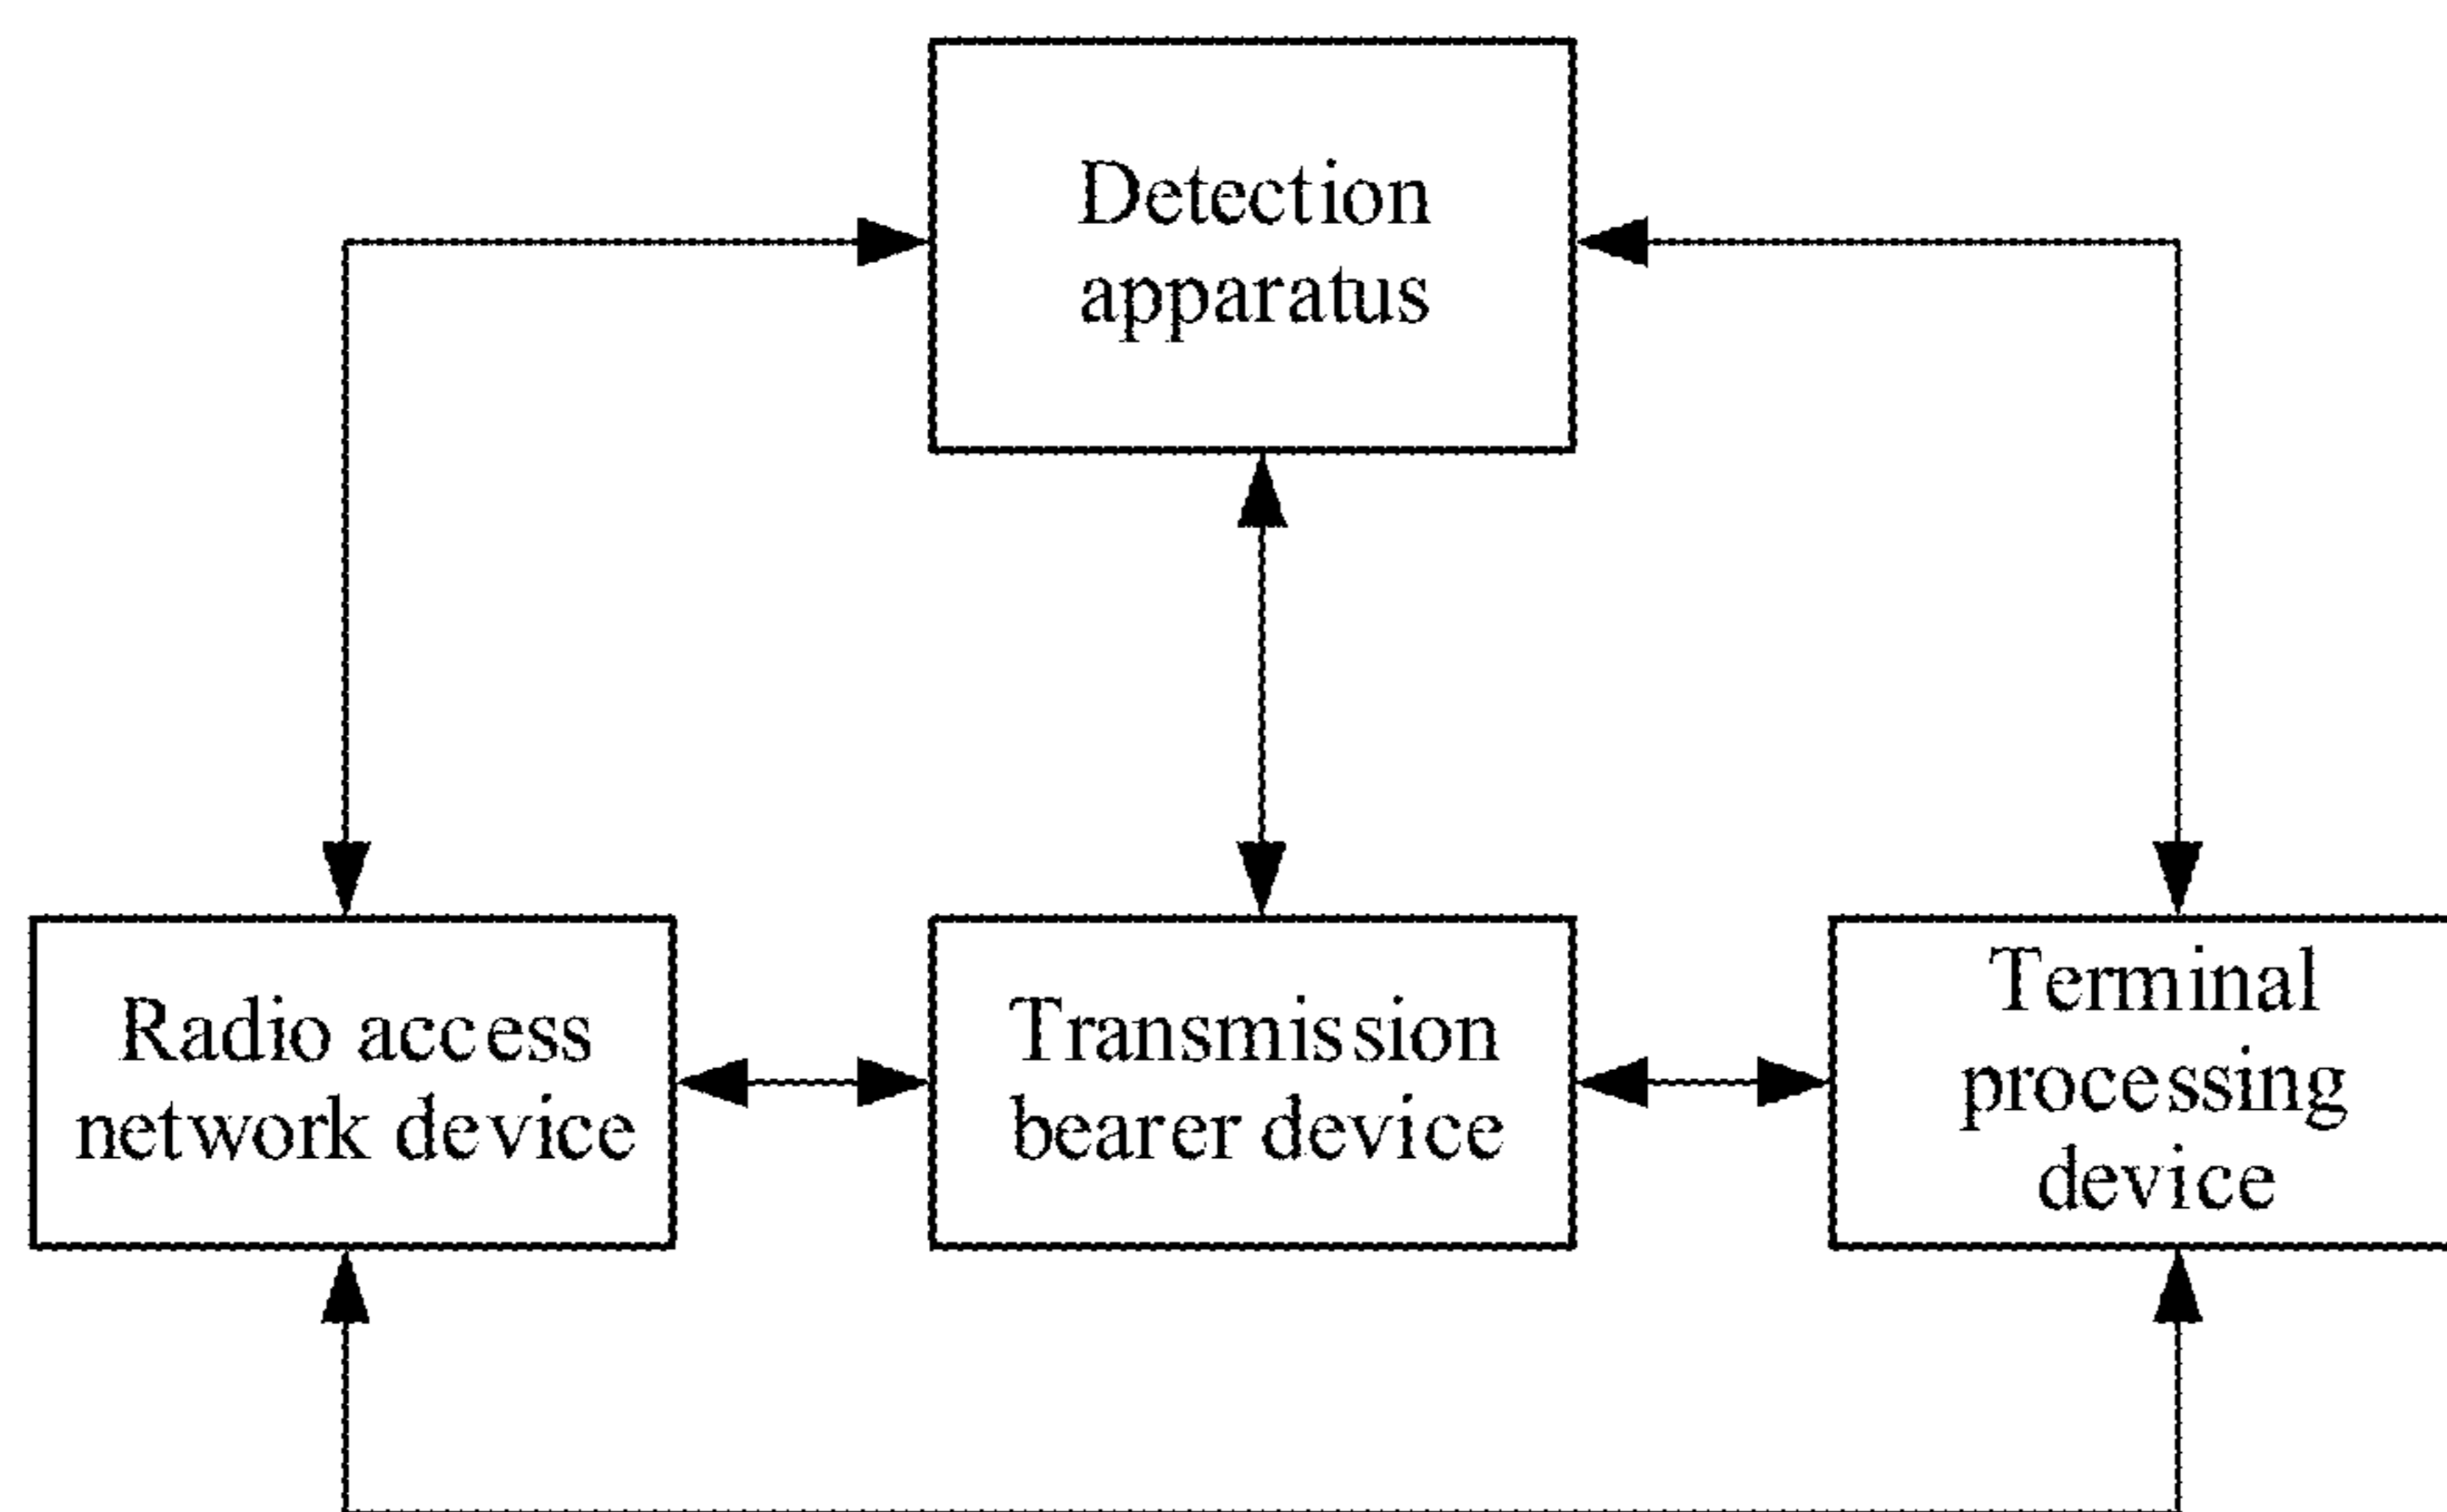 Detection
apparatus
Radio access
network device
Transmission
bearer device
Terminal
processing
device